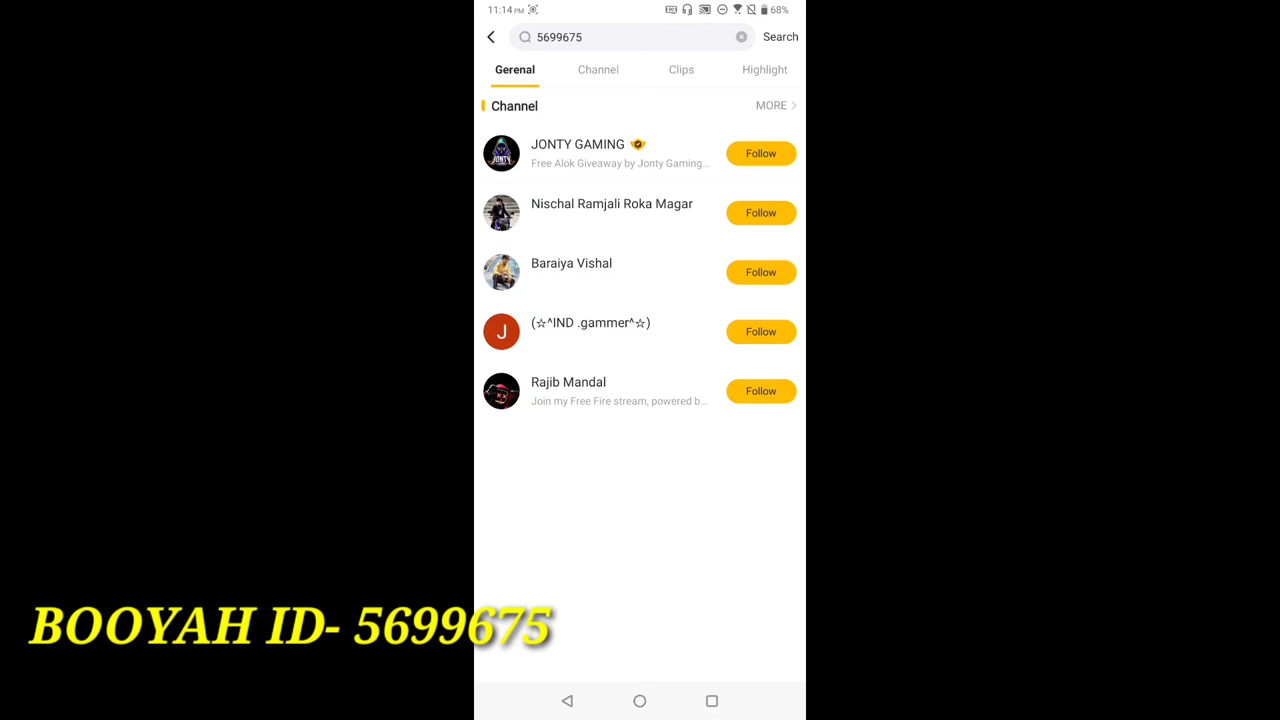 11:14 PM 68%
5699675 Search
Gerenal Channel Clips Highlight
Channel MORE
JONTY GAMING
Free Alok Giveaway by Jonty Gaming...
Follow
Nischal Ramjali Roka Magar
Follow
Baraiya Vishal
Follow
J
(☆^IND .gammer^☆)
Follow
Rajib Mandal
Join my Free Fire stream, powered b...
Follow
BOOYAH ID- 5699675